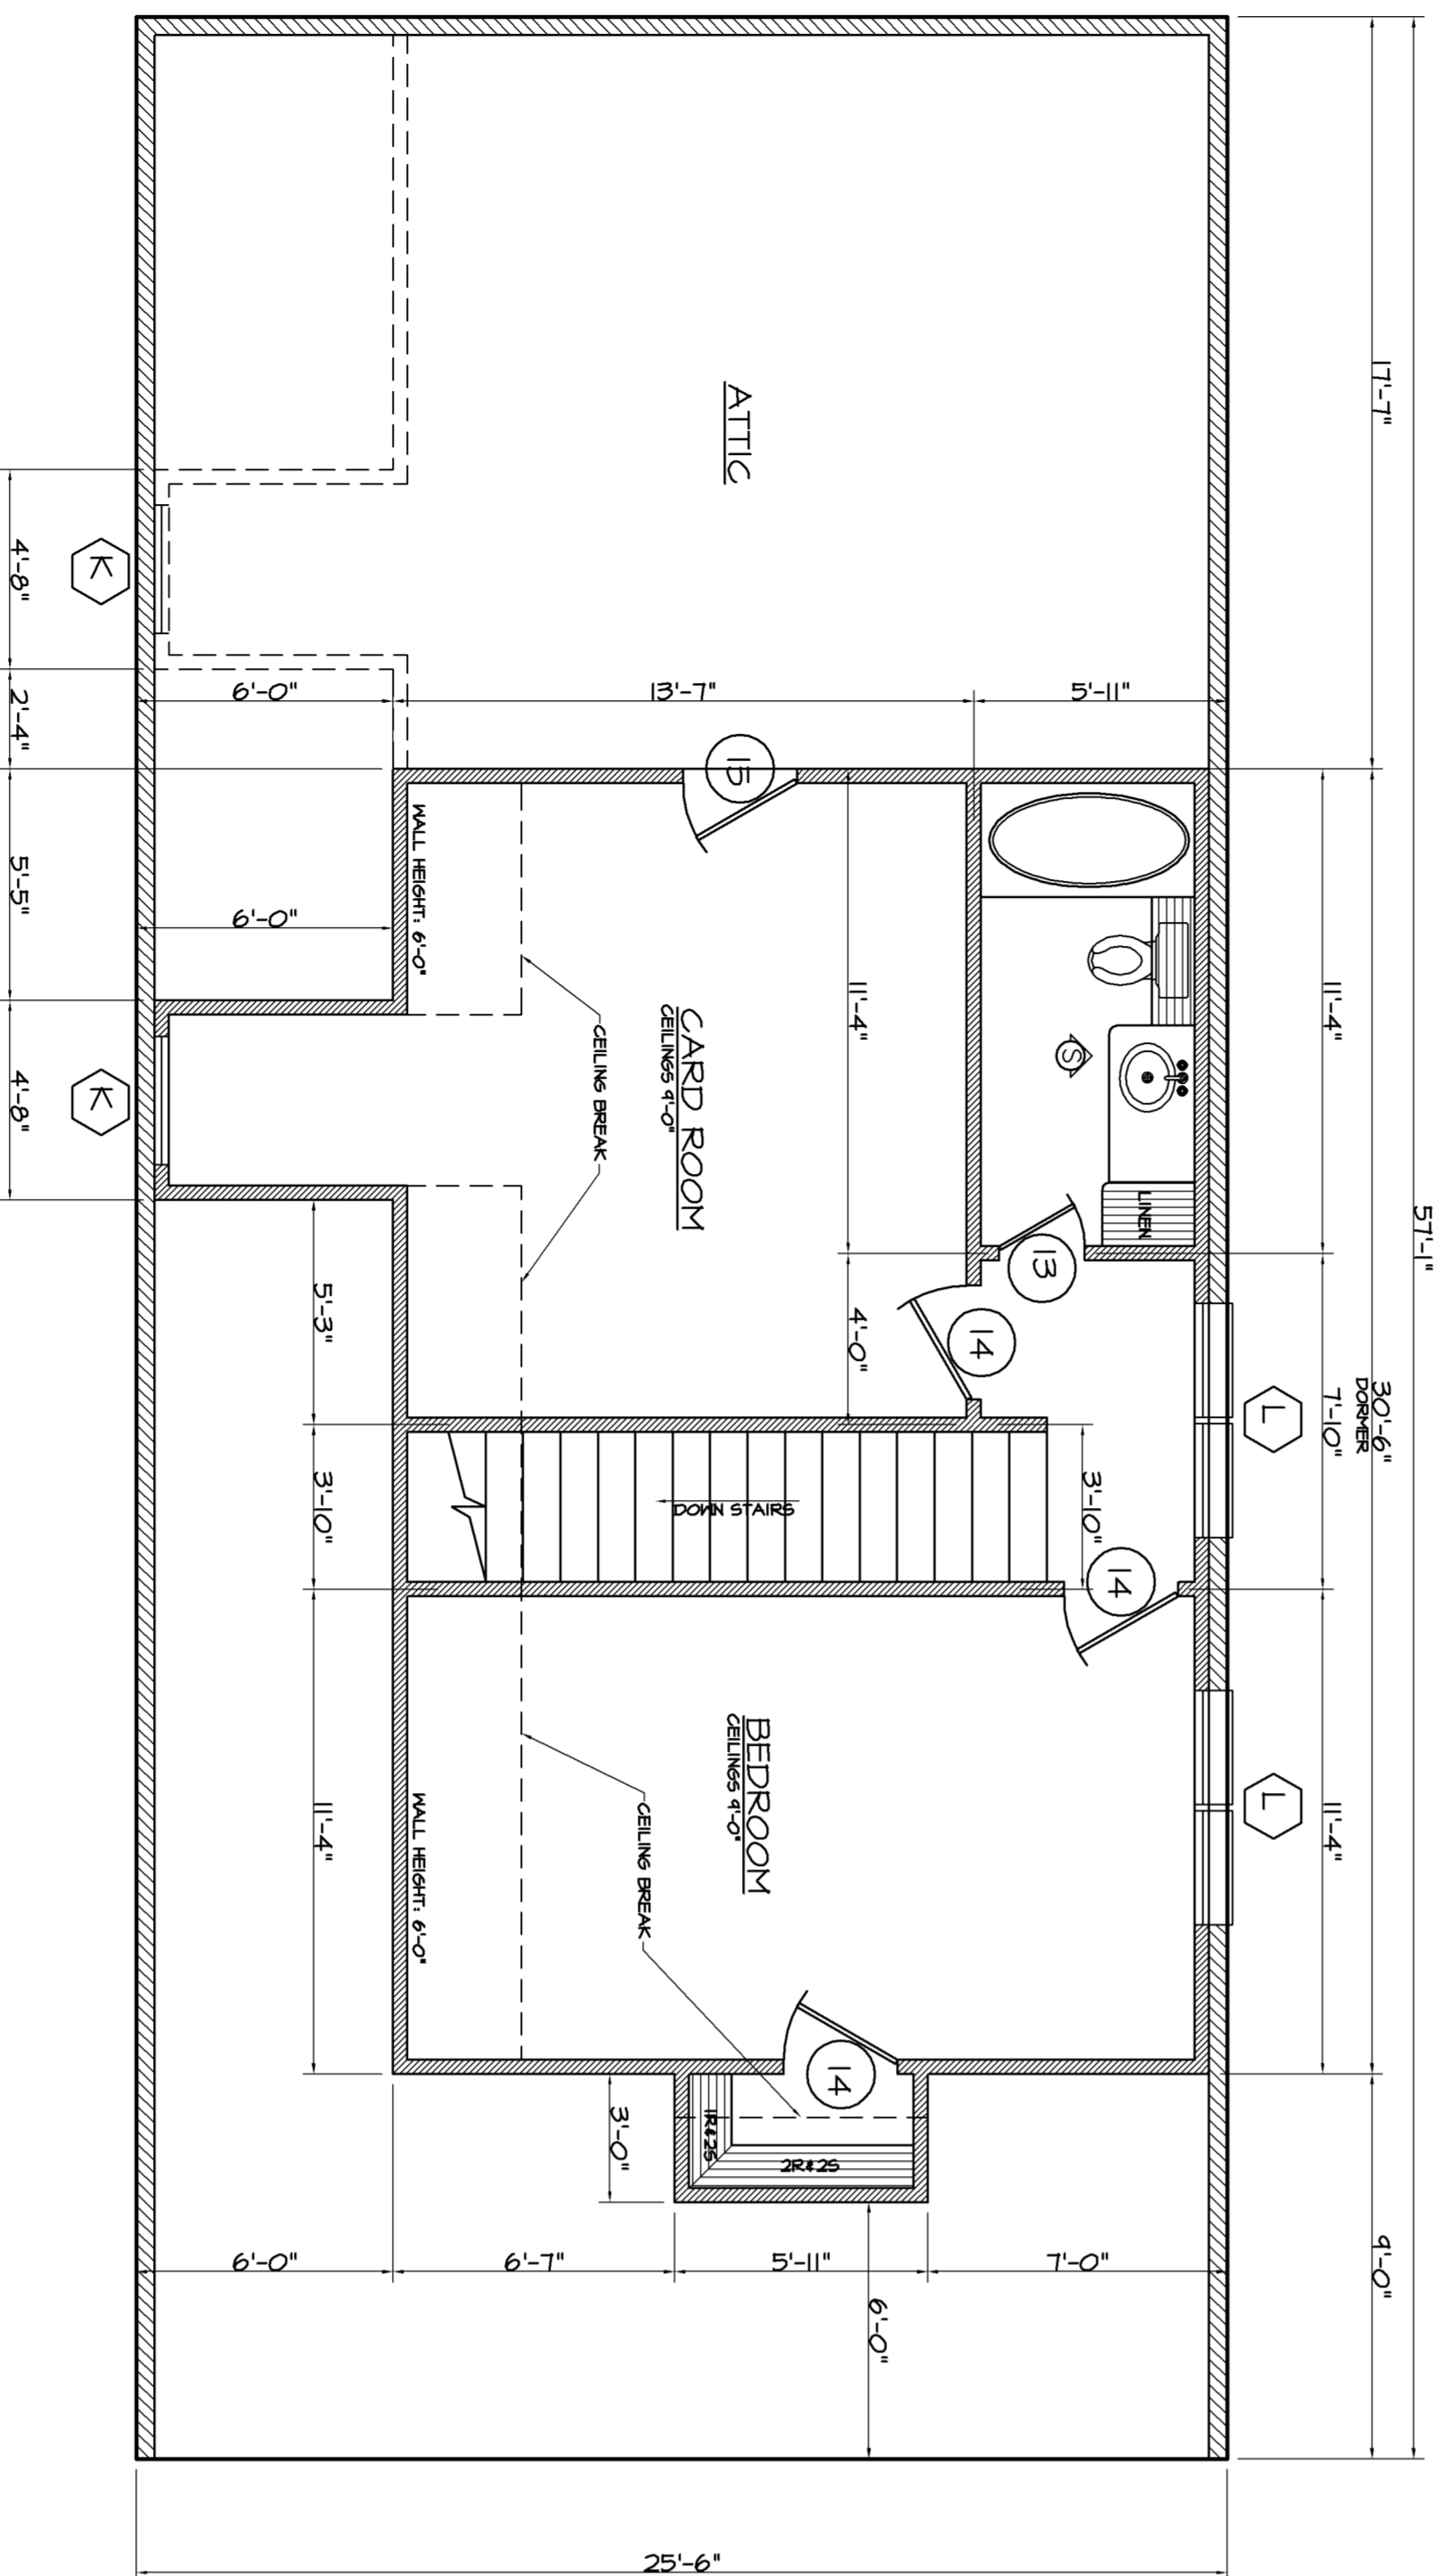 57'-1"
17'-7"
30'-6"
DORMER
9'-0"
11'-4"
7'-10"
11'-4"
L
L
ATTIC
5'-11"
13'-7"
6'-0"
LINEN
S
13
14
15
11'-4"
4'-0"
CARD ROOM
CEILINGS 9'-0"
CEILING BREAK
WALL HEIGHT: 6'-0"
3'-10"
DOWN STAIRS
14
BEDROOM
CEILINGS 9'-0"
CEILING BREAK
WALL HEIGHT: 6'-0"
14
1R&2S
2R&2S
3'-0"
6'-0"
7'-0"
5'-11"
6'-7"
6'-0"
6'-0"
5'-3"
3'-10"
11'-4"
K
K
4'-8"
2'-4"
5'-5"
4'-8"
25'-6"